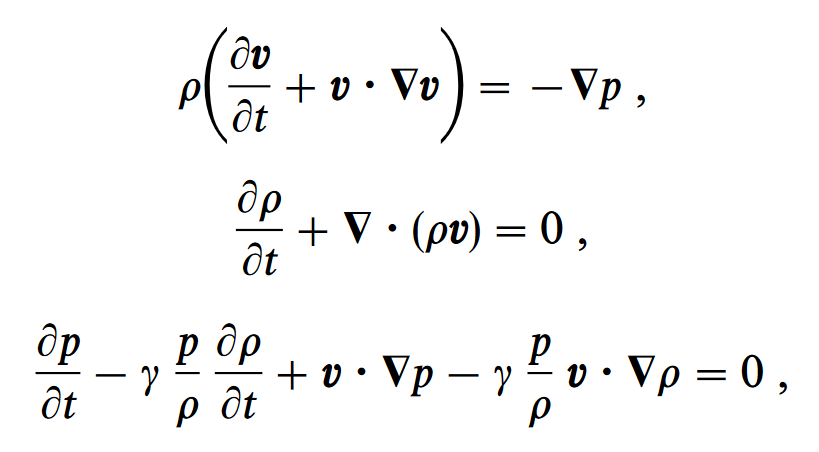 ρ(∂v/∂t + v · ∇v) = −∇p ,
∂ρ/∂t + ∇ · (ρv) = 0 ,
∂p/∂t − γ p/ρ ∂ρ/∂t + v · ∇p − γ p/ρ v · ∇ρ = 0 ,